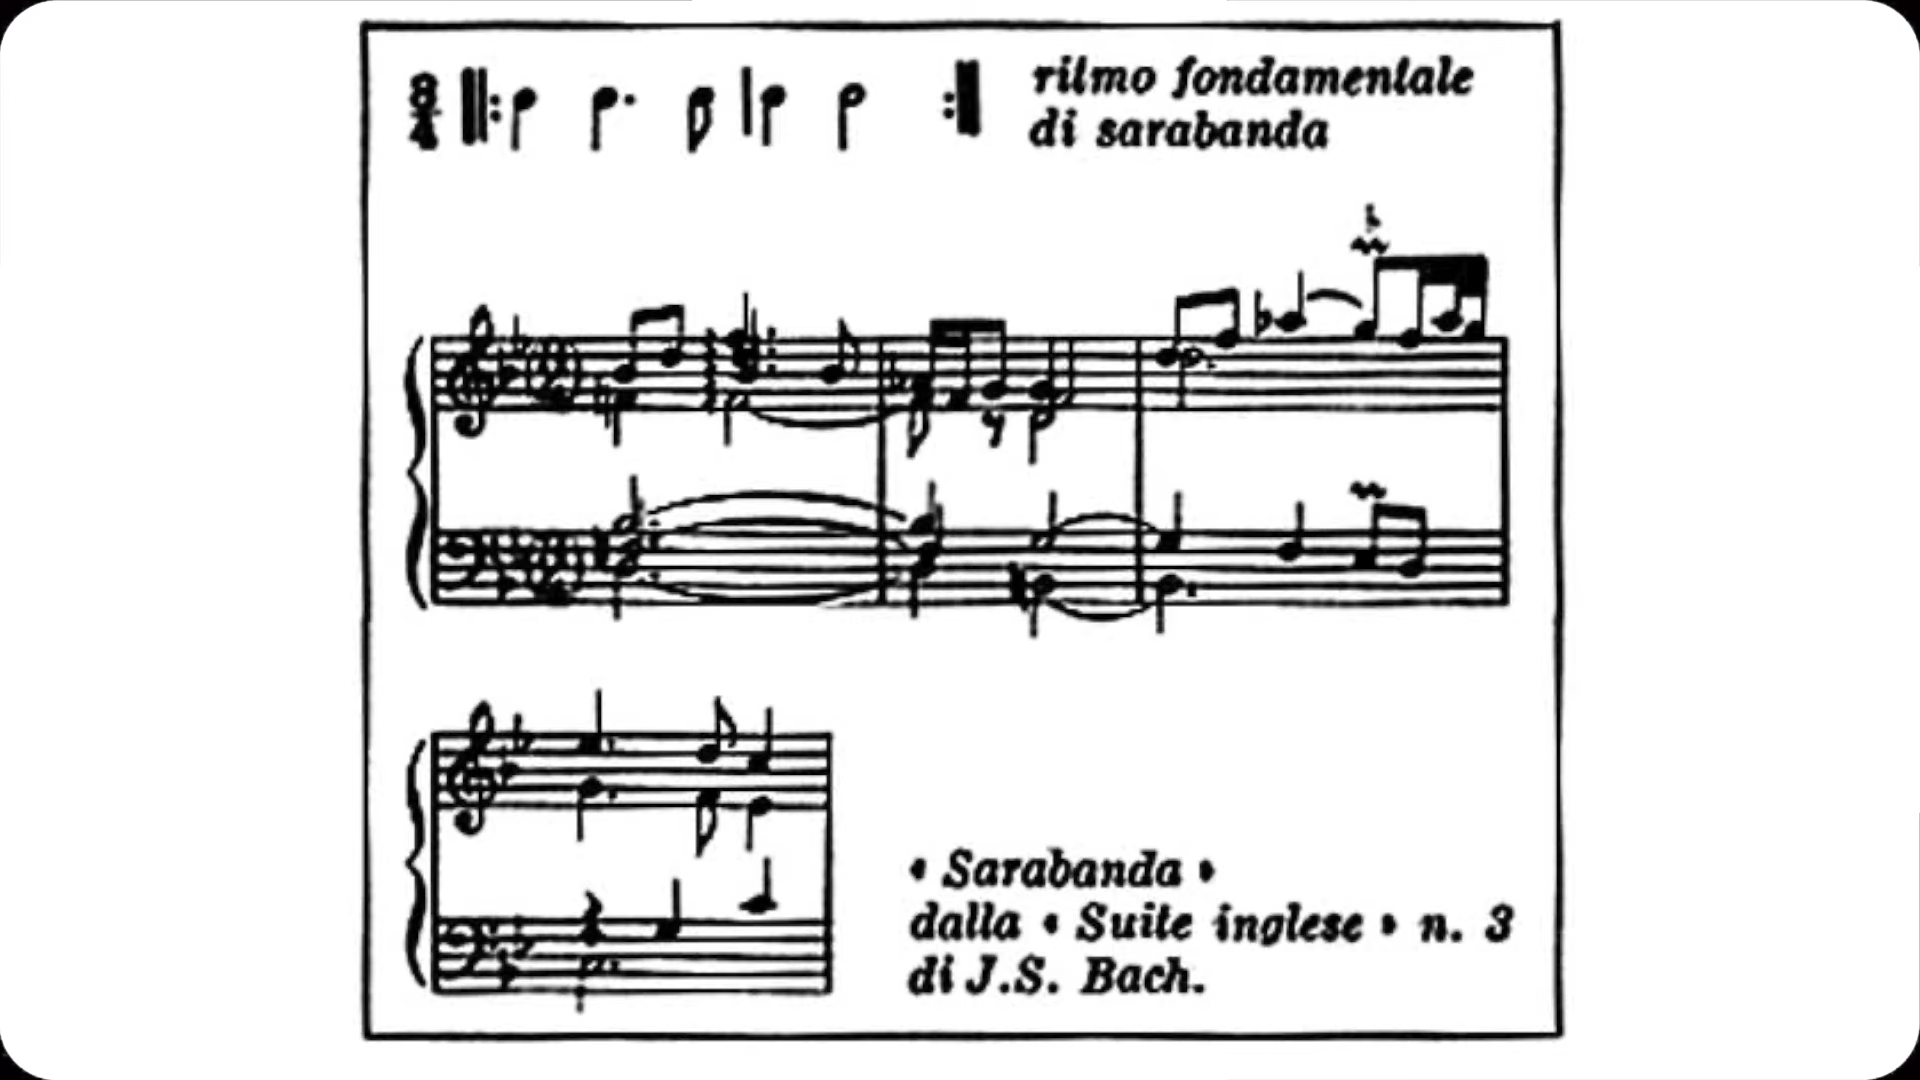 ritmo fondamentale
di sarabanda
« Sarabanda »
dalla « Suite inglese » n. 3
di J.S. Bach.